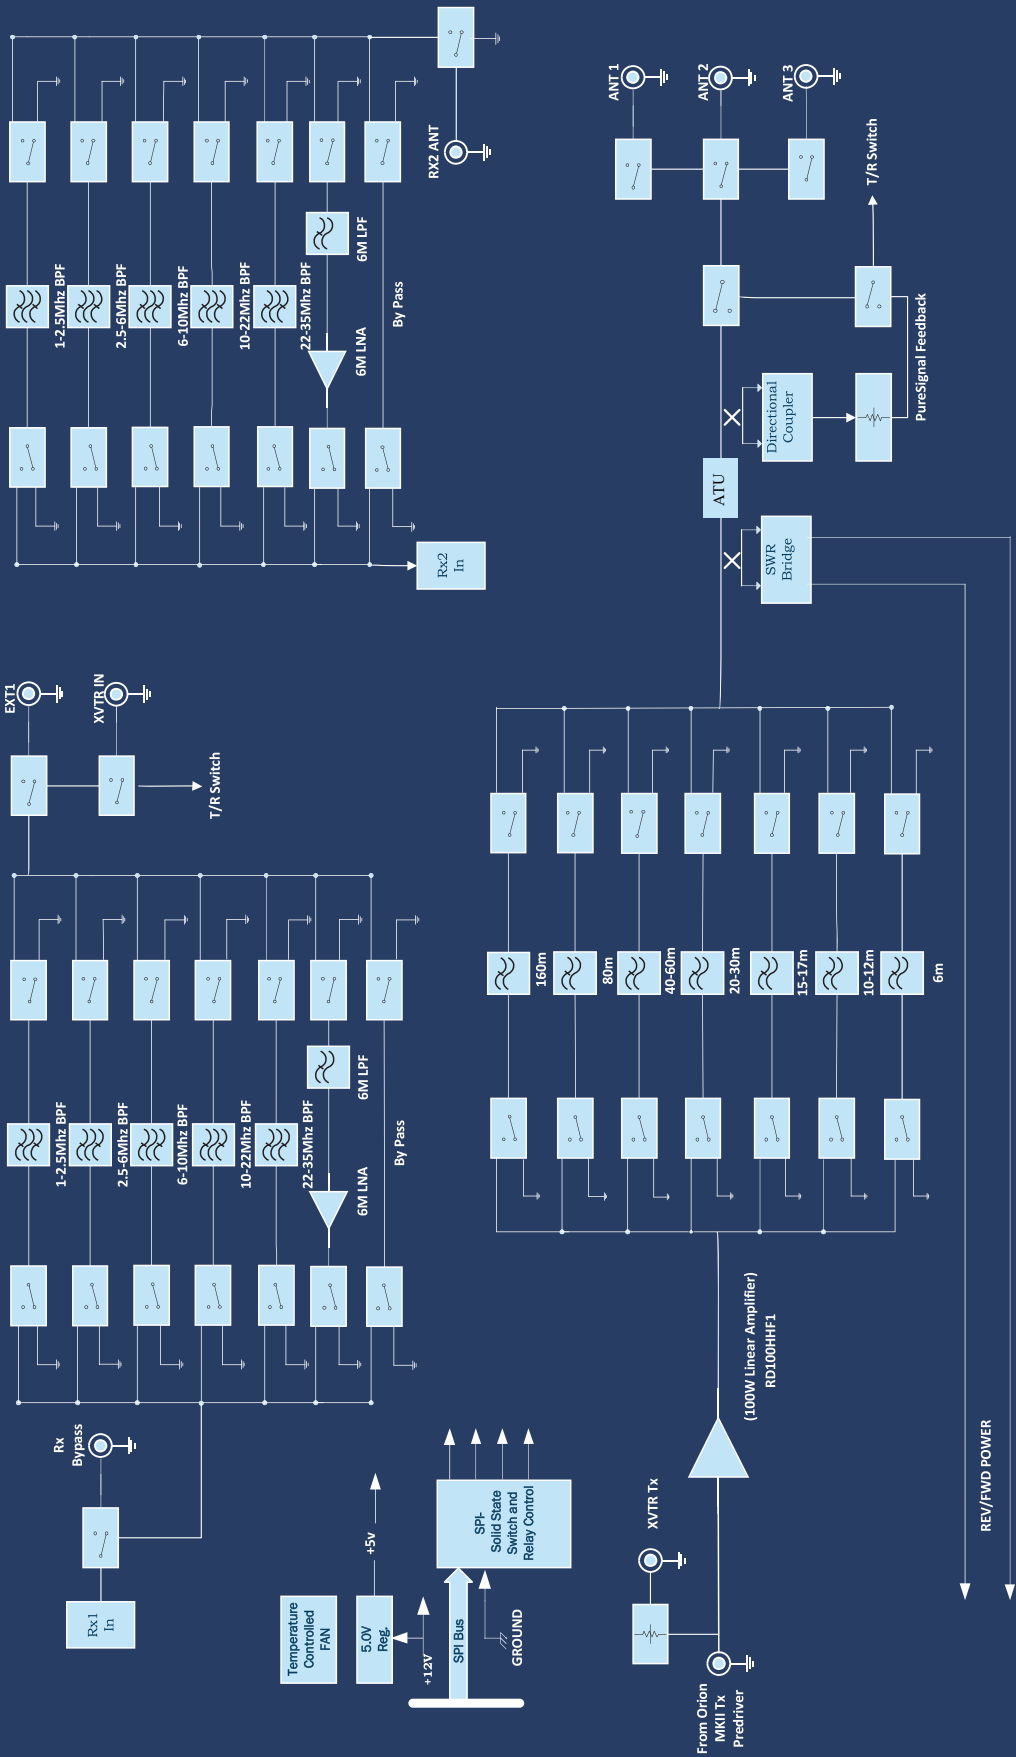 Rx1
In
Rx
Bypass
1-2.5Mhz BPF
2.5-6Mhz BPF
6-10Mhz BPF
10-22Mhz BPF
22-35Mhz BPF
6M LNA
6M LPF
By Pass
EXT1
XVTR IN
T/R Switch
Rx2
In
1-2.5Mhz BPF
2.5-6Mhz BPF
6-10Mhz BPF
10-22Mhz BPF
22-35Mhz BPF
6M LNA
6M LPF
By Pass
RX2 ANT
Temperature
Controlled
FAN
5.0V
Reg.
+5v
+12V
SPI Bus
GROUND
SPI-
Solid State
Switch and
Relay Control
From Orion
MKII Tx
Predriver
XVTR Tx
(100W Linear Amplifier)
RD100HHF1
160m
80m
40-60m
20-30m
15-17m
10-12m
6m
SWR
Bridge
ATU
Directional
Coupler
PureSignal Feedback
T/R Switch
ANT 1
ANT 2
ANT 3
REV/FWD POWER